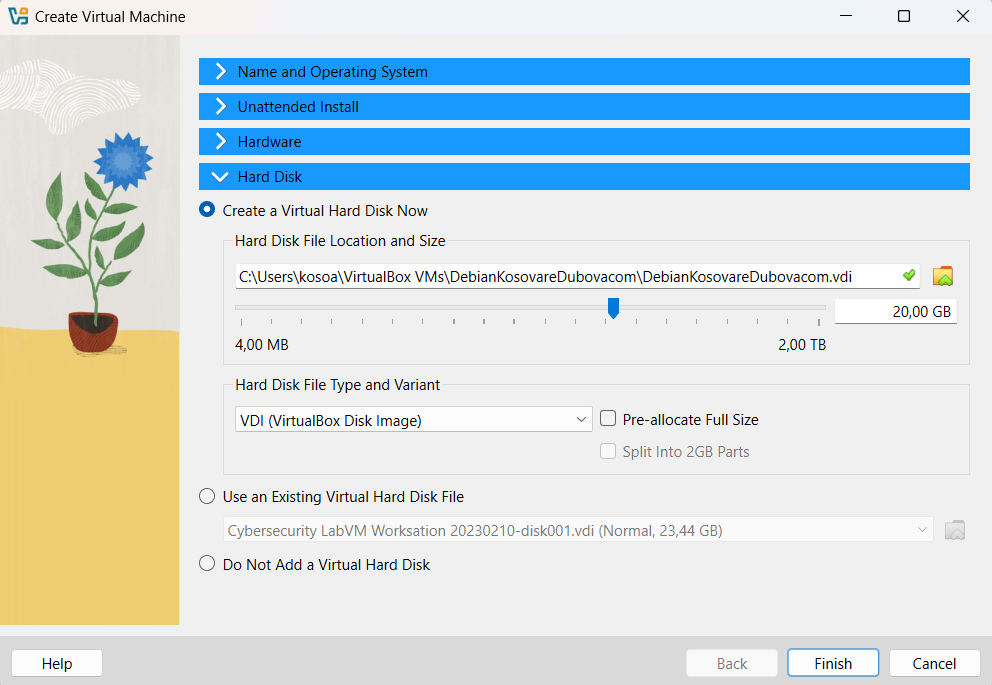 Create Virtual Machine
Name and Operating System
Unattended Install
Hardware
Hard Disk
Create a Virtual Hard Disk Now
Hard Disk File Location and Size
C:\Users\kosoa\VirtualBox VMs\DebianKosovareDubovacom\DebianKosovareDubovacom.vdi
20,00 GB
4,00 MB 2,00 TB
Hard Disk File Type and Variant
VDI (VirtualBox Disk Image) Pre-allocate Full Size
Split Into 2GB Parts
Use an Existing Virtual Hard Disk File
Cybersecurity LabVM Worksation 20230210-disk001.vdi (Normal, 23,44 GB)
Do Not Add a Virtual Hard Disk
Help Back Finish Cancel